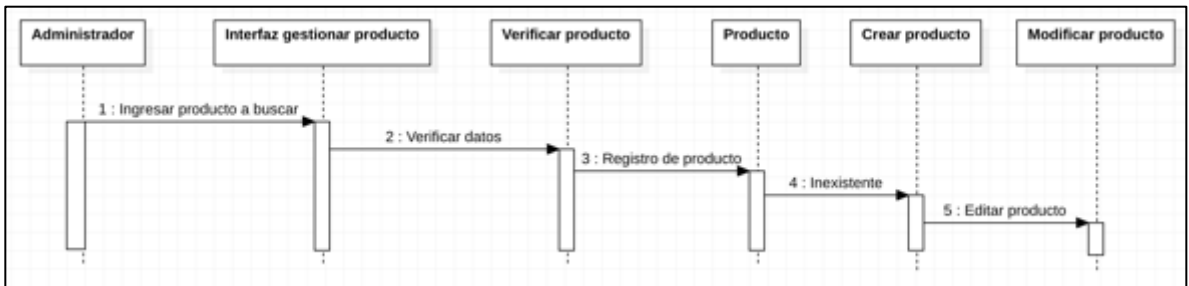 Administrador
Interfaz gestionar producto
Verificar producto
Producto
Crear producto
Modificar producto
1 : Ingresar producto a buscar
2 : Verificar datos
3 : Registro de producto
4 : Inexistente
5 : Editar producto